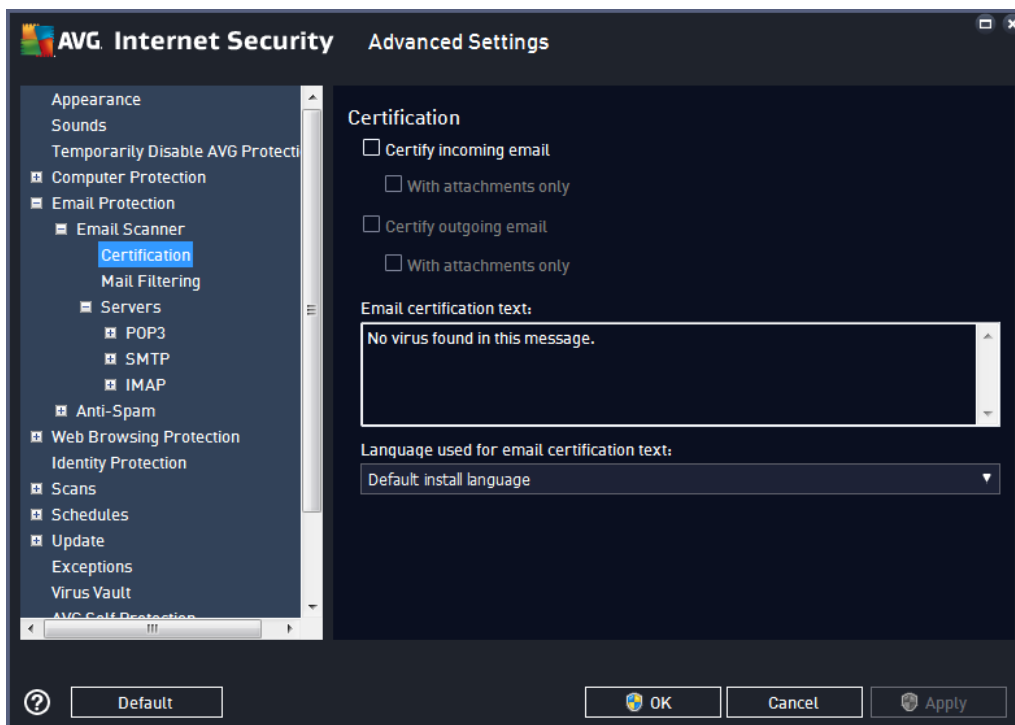 AVG Internet Security Advanced Settings
Appearance
Sounds
Temporarily Disable AVG Protecti
Computer Protection
Email Protection
Email Scanner
Certification
Mail Filtering
Servers
POP3
SMTP
IMAP
Anti-Spam
Web Browsing Protection
Identity Protection
Scans
Schedules
Update
Exceptions
Virus Vault
AVG Self Protection
Certification
Certify incoming email
With attachments only
Certify outgoing email
With attachments only
Email certification text:
No virus found in this message.
Language used for email certification text:
Default install language
? Default OK Cancel Apply